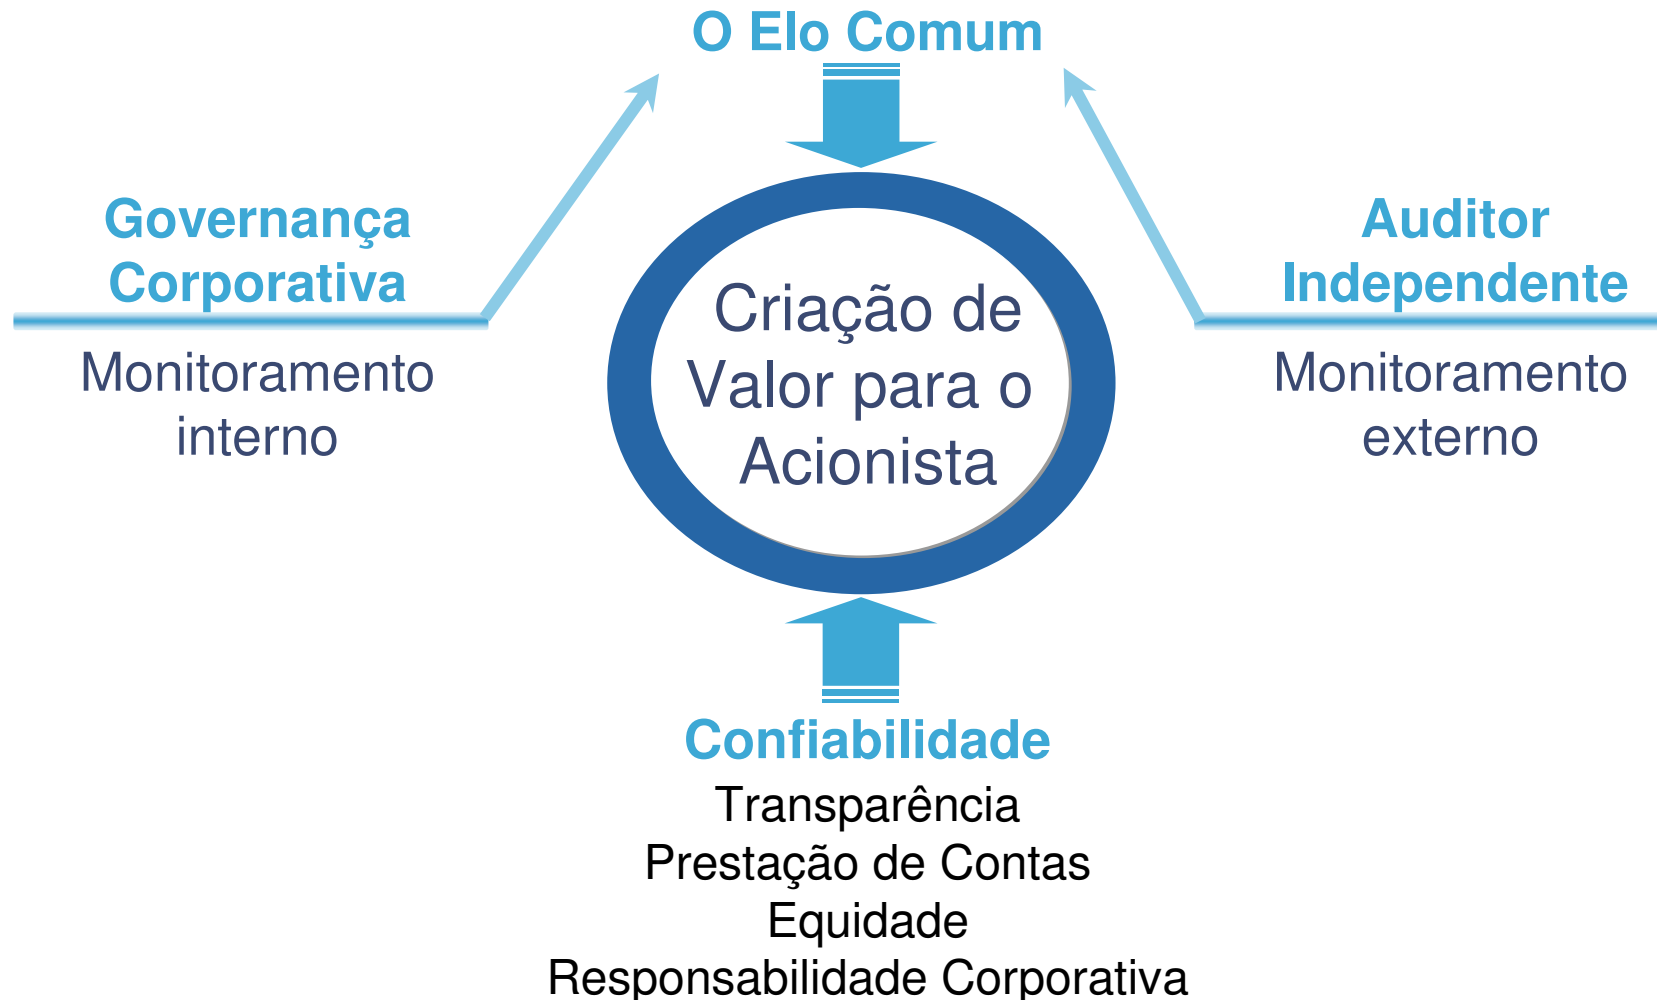 O Elo Comum
Governança
Corporativa
Monitoramento
interno
Criação de
Valor para o
Acionista
Auditor
Independente
Monitoramento
externo
Confiabilidade
Transparência
Prestação de Contas
Equidade
Responsabilidade Corporativa